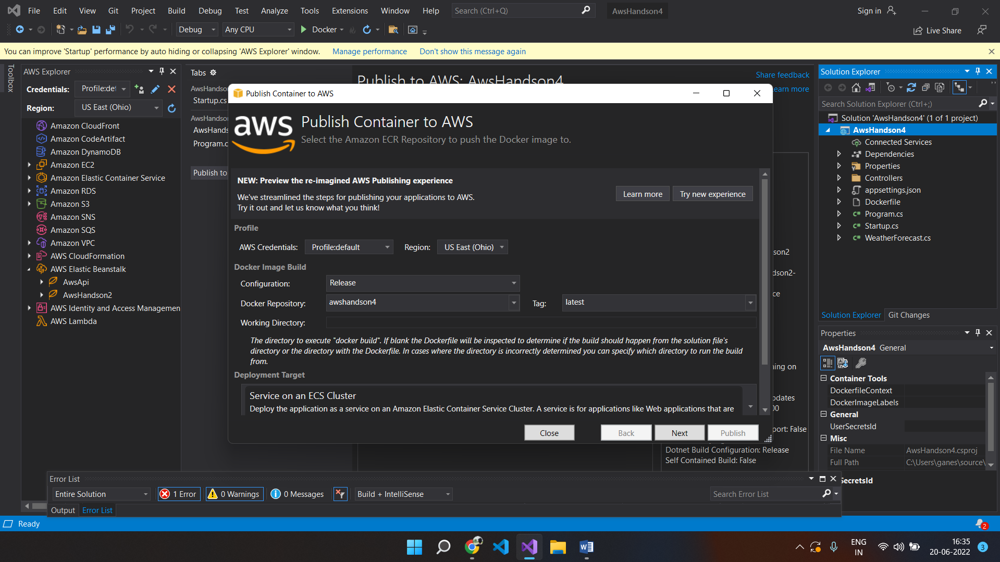 File Edit View Git Project Build Debug Test Analyze Tools Extensions Window Help Search (Ctrl+Q) AwsHandson4 Sign in
Debug Any CPU Docker Live Share
You can improve 'Startup' performance by auto hiding or collapsing 'AWS Explorer' window. Manage performance Don't show this message again
Toolbox
AWS Explorer
Credentials: Profile:def
Region: US East (Ohio)
Amazon CloudFront
Amazon CodeArtifact
Amazon DynamoDB
Amazon EC2
Amazon Elastic Container Service
Amazon RDS
Amazon S3
Amazon SNS
Amazon SQS
Amazon VPC
AWS CloudFormation
AWS Elastic Beanstalk
AwsApi
AwsHandson2
AWS Identity and Access Managemen
AWS Lambda
Tabs
AwsHandson
Startup.cs
AwsHandson
AwsHands
Program.c
Publish to
Publish to AWS: AwsHandson4
Share feedback
earn more
Publish Container to AWS
aws
Publish Container to AWS
Select the Amazon ECR Repository to push the Docker image to.
NEW: Preview the re-imagined AWS Publishing experience
We've streamlined the steps for publishing your applications to AWS.
Try it out and let us know what you think!
Learn more Try new experience
Profile
AWS Credentials: Profile:default Region: US East (Ohio)
Docker Image Build
Configuration: Release
Docker Repository: awshandson4 Tag: latest
Working Directory:
The directory to execute "docker build". If blank the Dockerfile will be inspected to determine if the build should happen from the solution file's
directory or the directory with the Dockerfile. In cases where the directory is incorrectly determined you can specify which directory to run the build
from.
Deployment Target
Service on an ECS Cluster
Deploy the application as a service on an Amazon Elastic Container Service Cluster. A service is for applications like Web applications that are
Close Back Next Publish
son2
dson2-
ce
ing on
pdates
00
port: False
Dotnet Build Configuration: Release
Self Contained Build: False
Solution Explorer
Search Solution Explorer (Ctrl+;)
Solution 'AwsHandson4' (1 of 1 project)
AwsHandson4
Connected Services
Dependencies
Properties
Controllers
appsettings.json
Dockerfile
C# Program.cs
C# Startup.cs
C# WeatherForecast.cs
Solution Explorer Git Changes
Properties
AwsHandson4 General
Container Tools
DockerfileContext
DockerImageLabels
General
UserSecretsId
Misc
File Name AwsHandson4.csproj
Full Path C:\Users\ganes\source\
SecretsId
Error List
Entire Solution 1 Error 0 Warnings 0 Messages Build + IntelliSense Search Error List
Output Error List
Ready 2
ENG
IN
16:35
20-06-2022
3